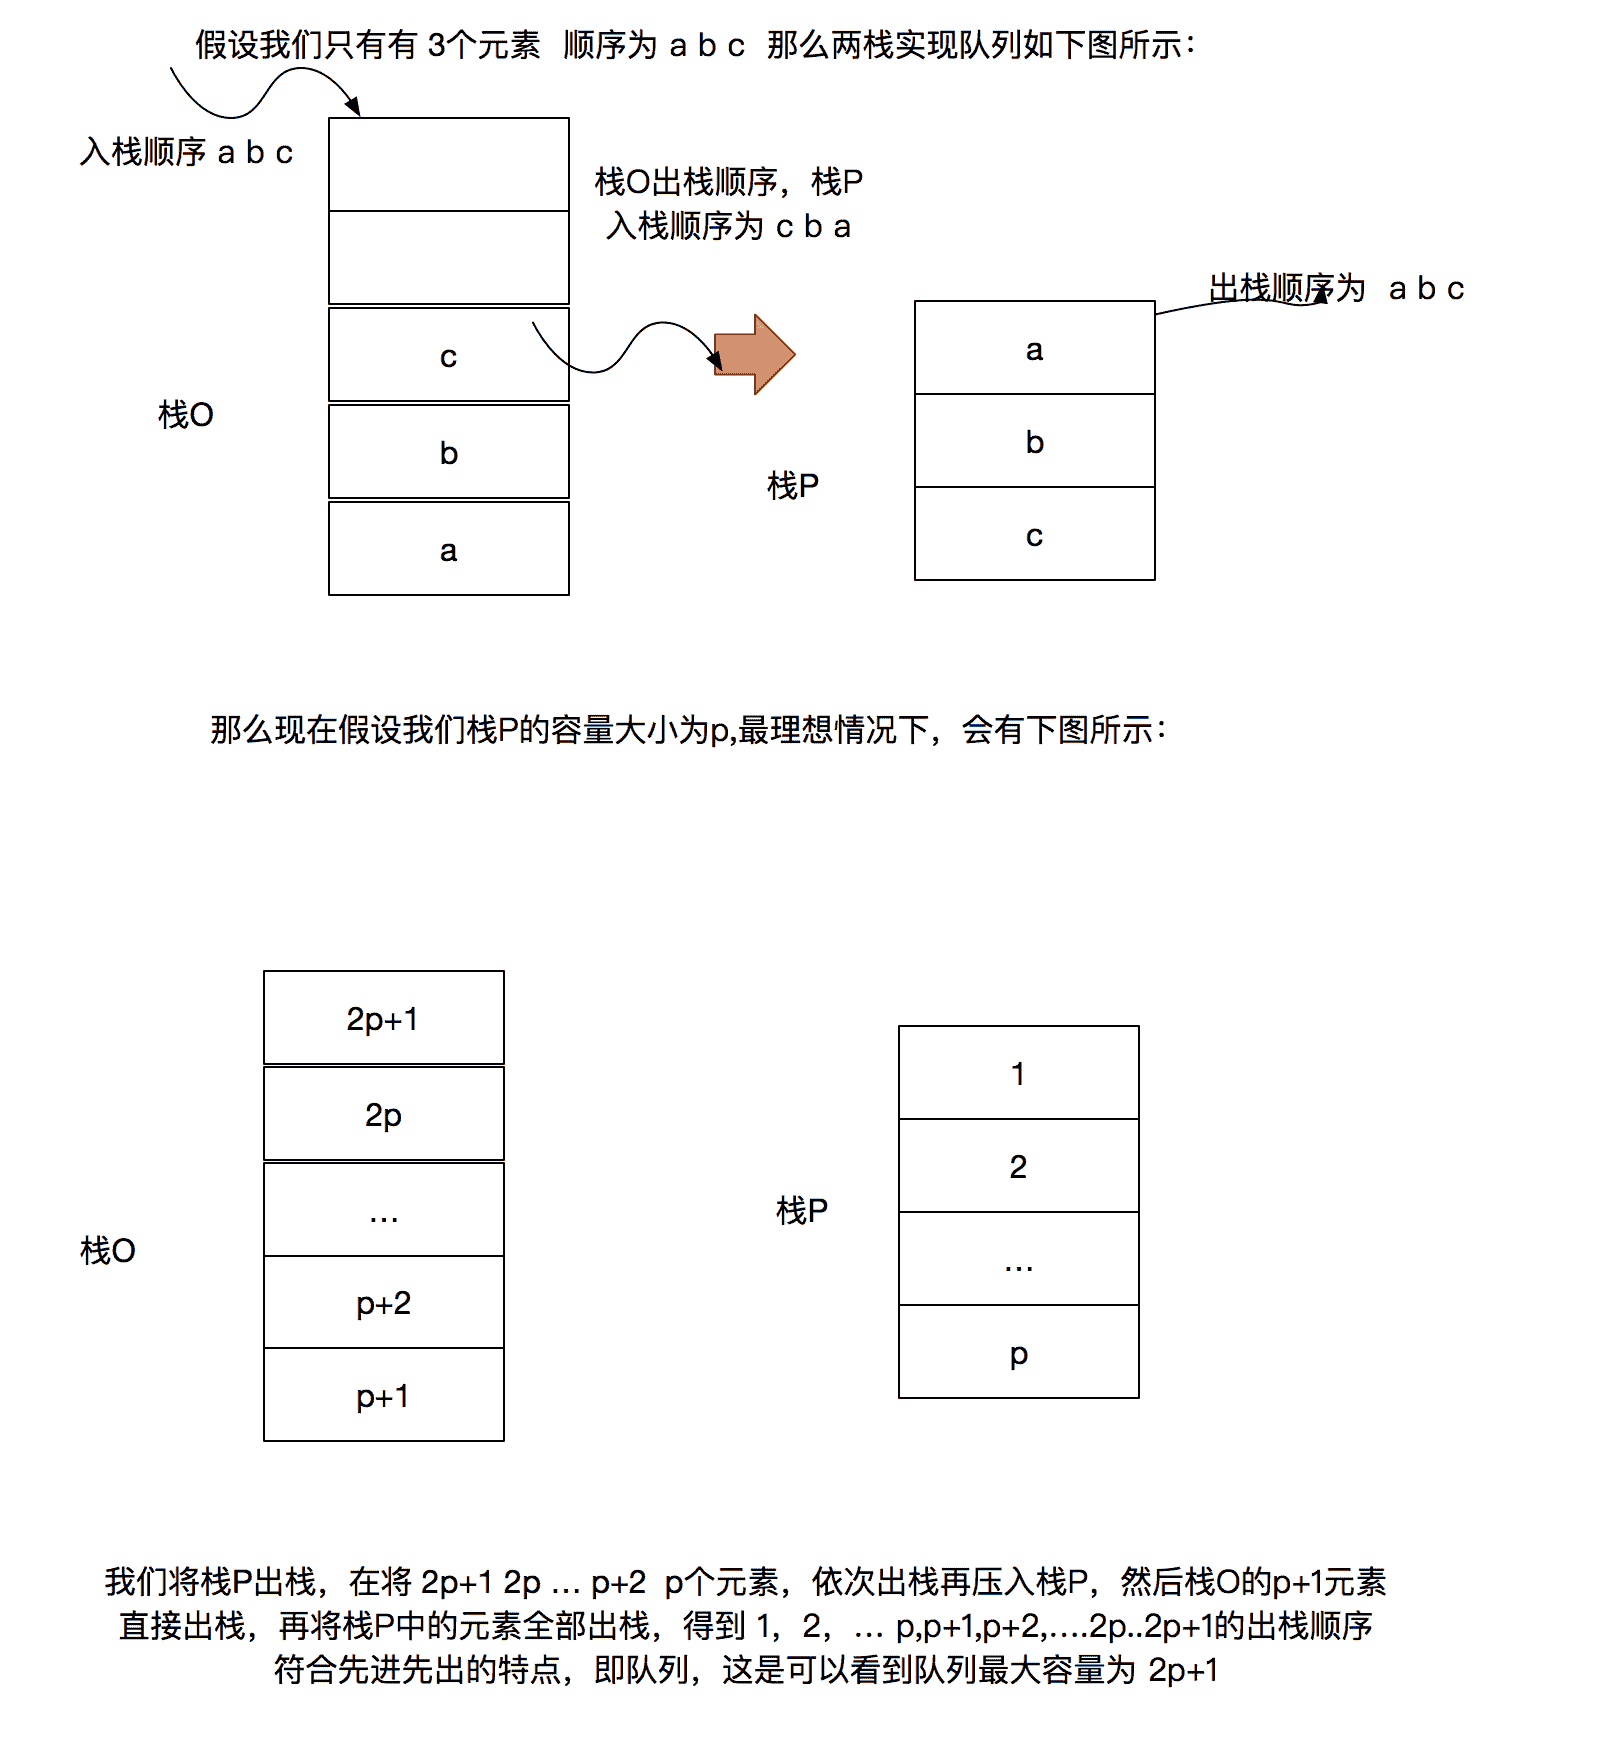 假设我们只有有 3个元素 顺序为 a b c 那么两栈实现队列如下图所示：
入栈顺序 a b c
栈O出栈顺序，栈P
入栈顺序为 c b a
出栈顺序为 a b c
栈O
c
b
a
栈P
a
b
c
那么现在假设我们栈P的容量大小为p,最理想情况下，会有下图所示：
栈O
2p+1
2p
...
p+2
p+1
栈P
1
2
...
p
我们将栈P出栈，在将 2p+1 2p ... p+2 p个元素，依次出栈再压入栈P，然后栈O的p+1元素
直接出栈，再将栈P中的元素全部出栈，得到 1，2，... p,p+1,p+2,....2p..2p+1的出栈顺序
符合先进先出的特点，即队列，这是可以看到队列最大容量为 2p+1